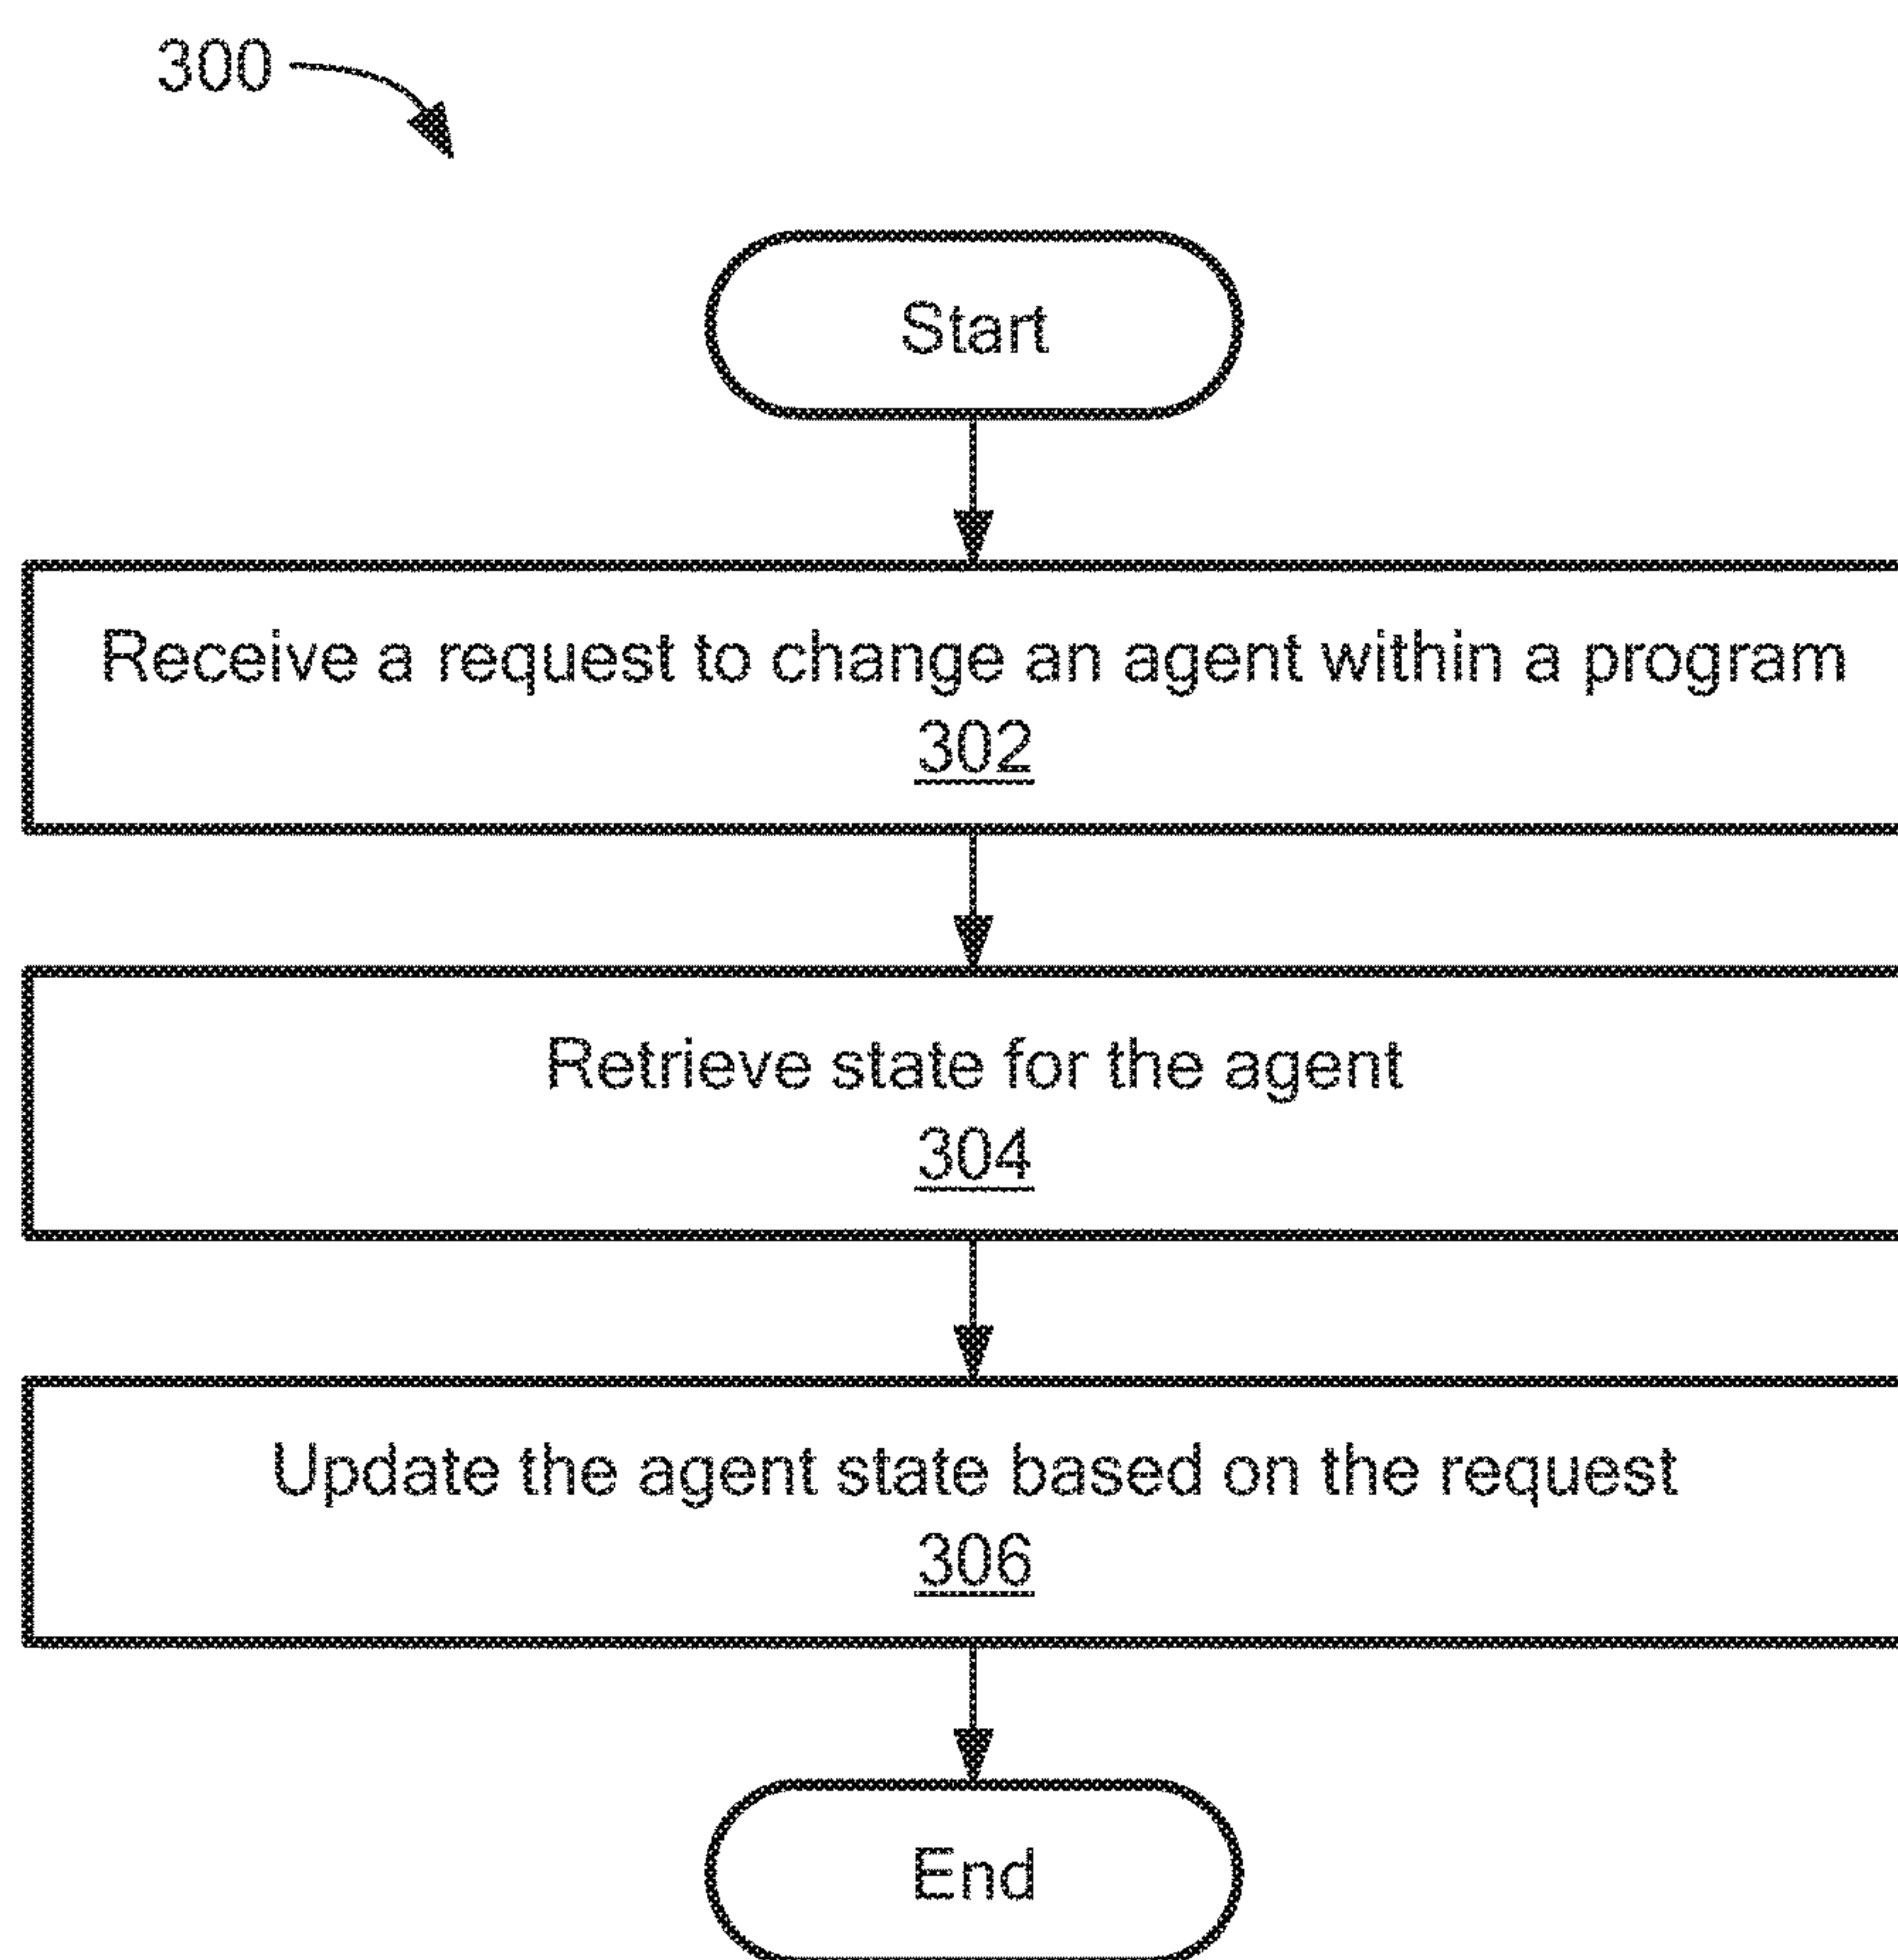 300
Start
Receive a request to change an agent within a program
302
Retrieve state for the agent
304
Update the agent state based on the request
306
End